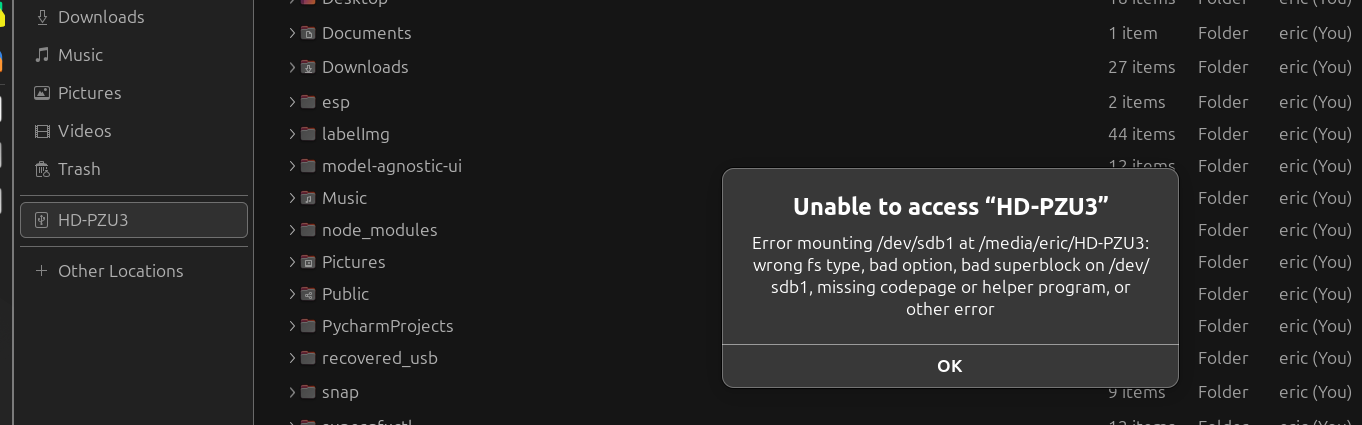 Downloads
Music
Pictures
Videos
Trash
HD-PZU3
Other Locations
Desktop 18 items Folder eric (You)
Documents 1 item Folder eric (You)
Downloads 27 items Folder eric (You)
esp 2 items Folder eric (You)
labelImg 44 items Folder eric (You)
model-agnostic-ui 12 items Folder eric (You)
Music Folder eric (You)
node_modules Folder eric (You)
Pictures Folder eric (You)
Public Folder eric (You)
PycharmProjects Folder eric (You)
recovered_usb Folder eric (You)
snap 9 items Folder eric (You)
Folder eric (You)
Unable to access “HD-PZU3”
Error mounting /dev/sdb1 at /media/eric/HD-PZU3:
wrong fs type, bad option, bad superblock on /dev/
sdb1, missing codepage or helper program, or
other error
OK